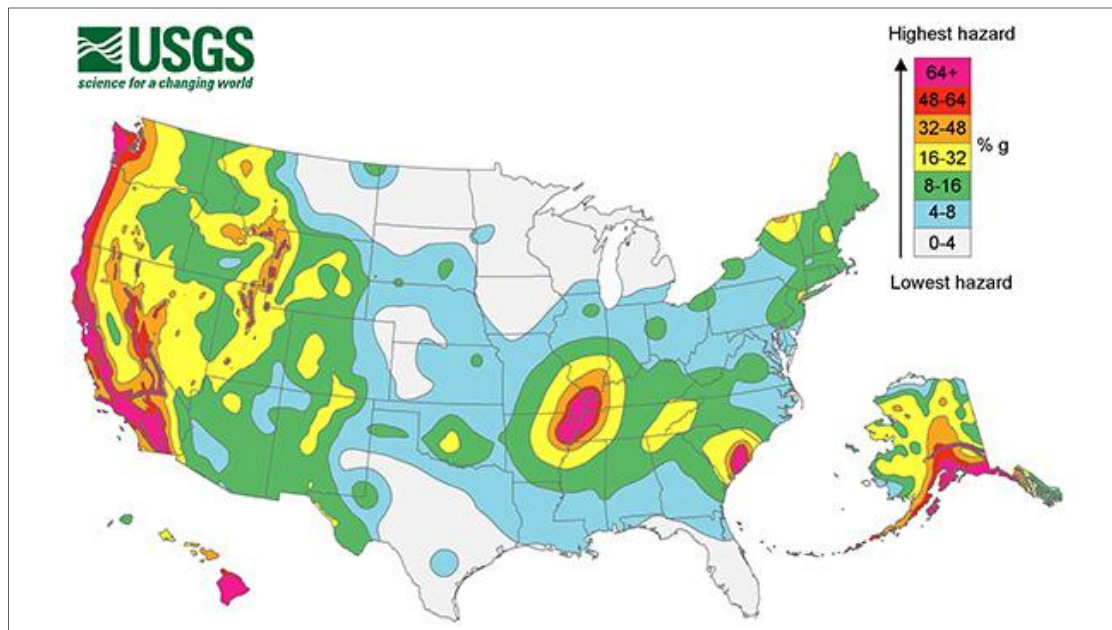 USGS
science for a changing world
Highest hazard
64+
48-64
32-48
16-32
8-16
4-8
0-4
% g
Lowest hazard